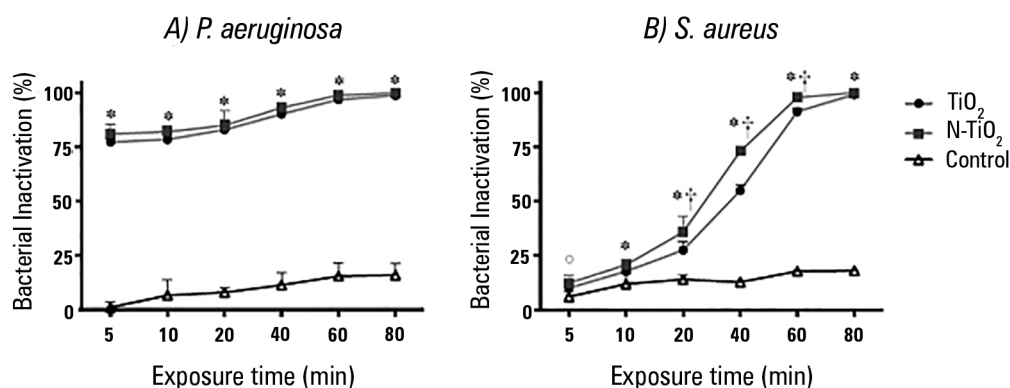 A) P. aeruginosa
Bacterial Inactivation (%)
100
75
50
25
0
* * * * * *
5 10 20 40 60 80
Exposure time (min)
B) S. aureus
Bacterial Inactivation (%)
100
75
50
25
0
○ * *† *† *† *
5 10 20 40 60 80
Exposure time (min)
TiO₂
N-TiO₂
Control